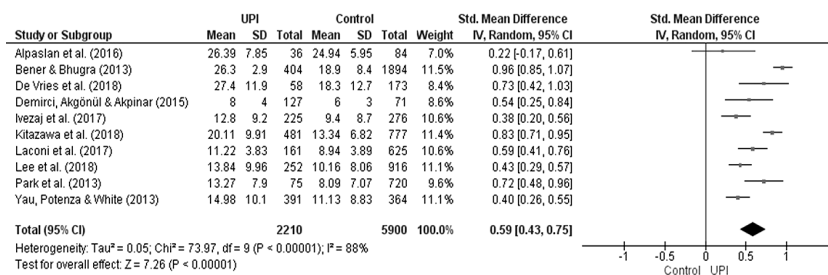 UPI Control Std. Mean Difference Std. Mean Difference
Study or Subgroup Mean SD Total Mean SD Total Weight IV, Random, 95% CI IV, Random, 95% CI
Alpaslan et al. (2016) 26.39 7.85 36 24.94 5.95 84 7.0% 0.22 [-0.17, 0.61]
Bener & Bhugra (2013) 26.3 2.9 404 18.9 8.4 1894 11.5% 0.96 [0.85, 1.07]
De Vries et al. (2018) 27.4 11.9 58 18.3 12.7 173 8.5% 0.73 [0.42, 1.03]
Demirci, Akgönül & Akpinar (2015) 8 4 127 6 3 71 8.6% 0.54 [0.25, 0.84]
Ivezaj et al. (2017) 12.8 9.2 225 9.4 8.7 276 10.6% 0.38 [0.20, 0.56]
Kitazawa et al. (2018) 20.11 9.91 481 13.34 6.82 777 11.4% 0.83 [0.71, 0.95]
Laconi et al. (2017) 11.22 3.83 161 8.94 3.89 625 10.6% 0.59 [0.41, 0.76]
Lee et al. (2018) 13.84 9.96 252 10.16 8.06 916 11.1% 0.43 [0.29, 0.57]
Park et al. (2013) 13.27 7.9 75 8.09 7.07 720 9.6% 0.72 [0.48, 0.96]
Yau, Potenza & White (2013) 14.98 10.1 391 11.13 8.83 364 11.1% 0.40 [0.26, 0.55]
Total (95% CI) 2210 5900 100.0% 0.59 [0.43, 0.75]
Heterogeneity: Tau² = 0.05; Chi² = 73.97, df = 9 (P < 0.00001); I² = 88%
Test for overall effect: Z = 7.26 (P < 0.00001)
-1 -0.5 0 0.5 1
Control UPI